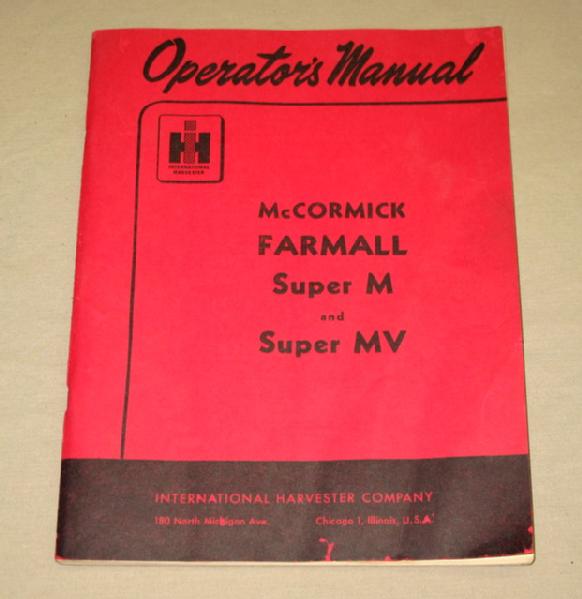 Operator's Manual
IH
INTERNATIONAL
HARVESTER
McCORMICK
FARMALL
Super M
and
Super MV
INTERNATIONAL HARVESTER COMPANY
180 North Michigan Ave. Chicago 1, Illinois, U.S.A.